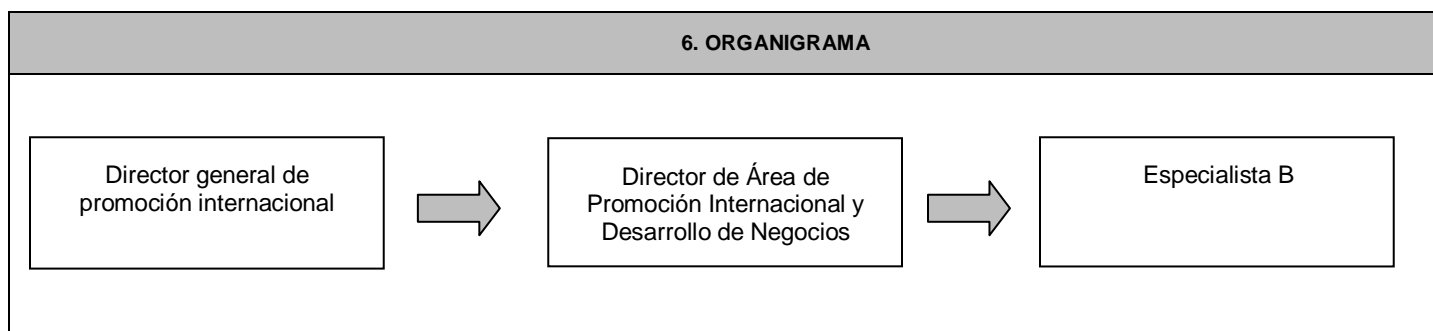 6. ORGANIGRAMA
Director general de
promoción internacional
Director de Área de
Promoción Internacional y
Desarrollo de Negocios
Especialista B